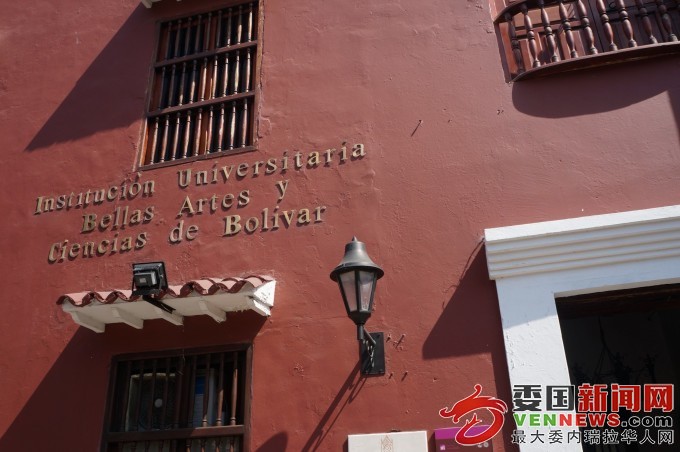 Institución Universitaria
Bellas Artes y
Ciencias de Bolívar
委国新闻网
VENNEWS.COM
最大委内瑞拉华人网